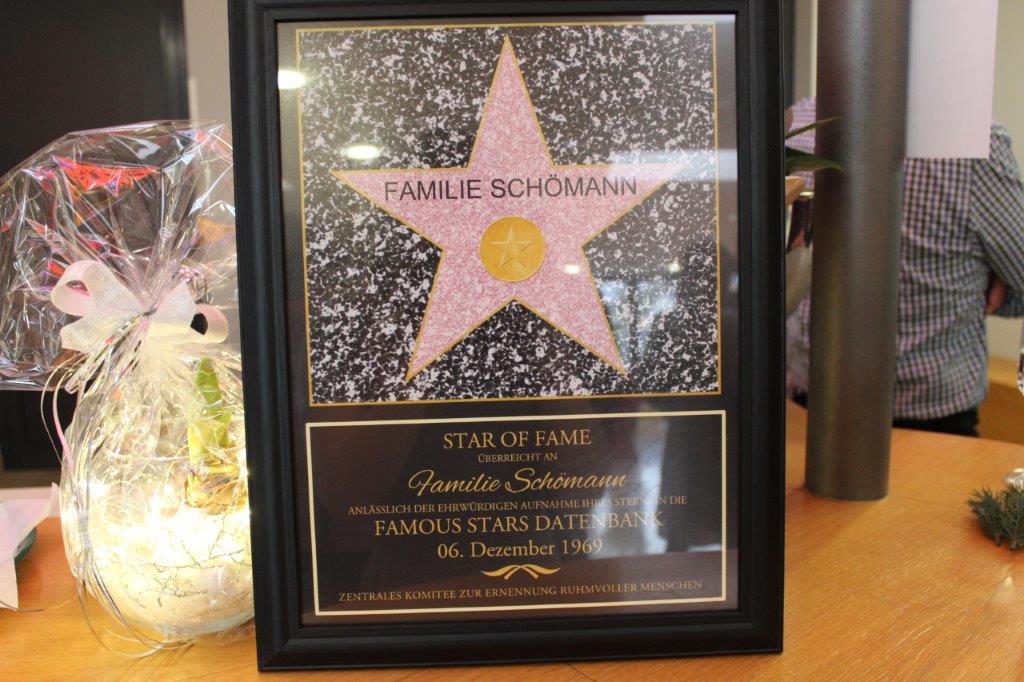 FAMILIE SCHÖMANN
STAR OF FAME
ÜBERREICHT AN
Familie Schömann
ANLÄSSLICH DER EHRWÜRDIGEN AUFNAHME IHRES STERNS IN DIE
FAMOUS STARS DATENBANK
06. Dezember 1969
ZENTRALES KOMITEE ZUR ERNENNUNG RUHMVOLLER MENSCHEN